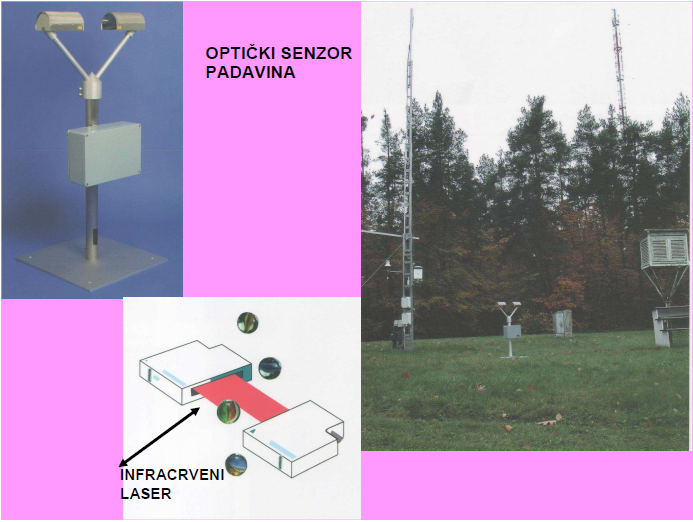 OPTIČKI SENZOR
PADAVINA
INFRACRVENI
LASER